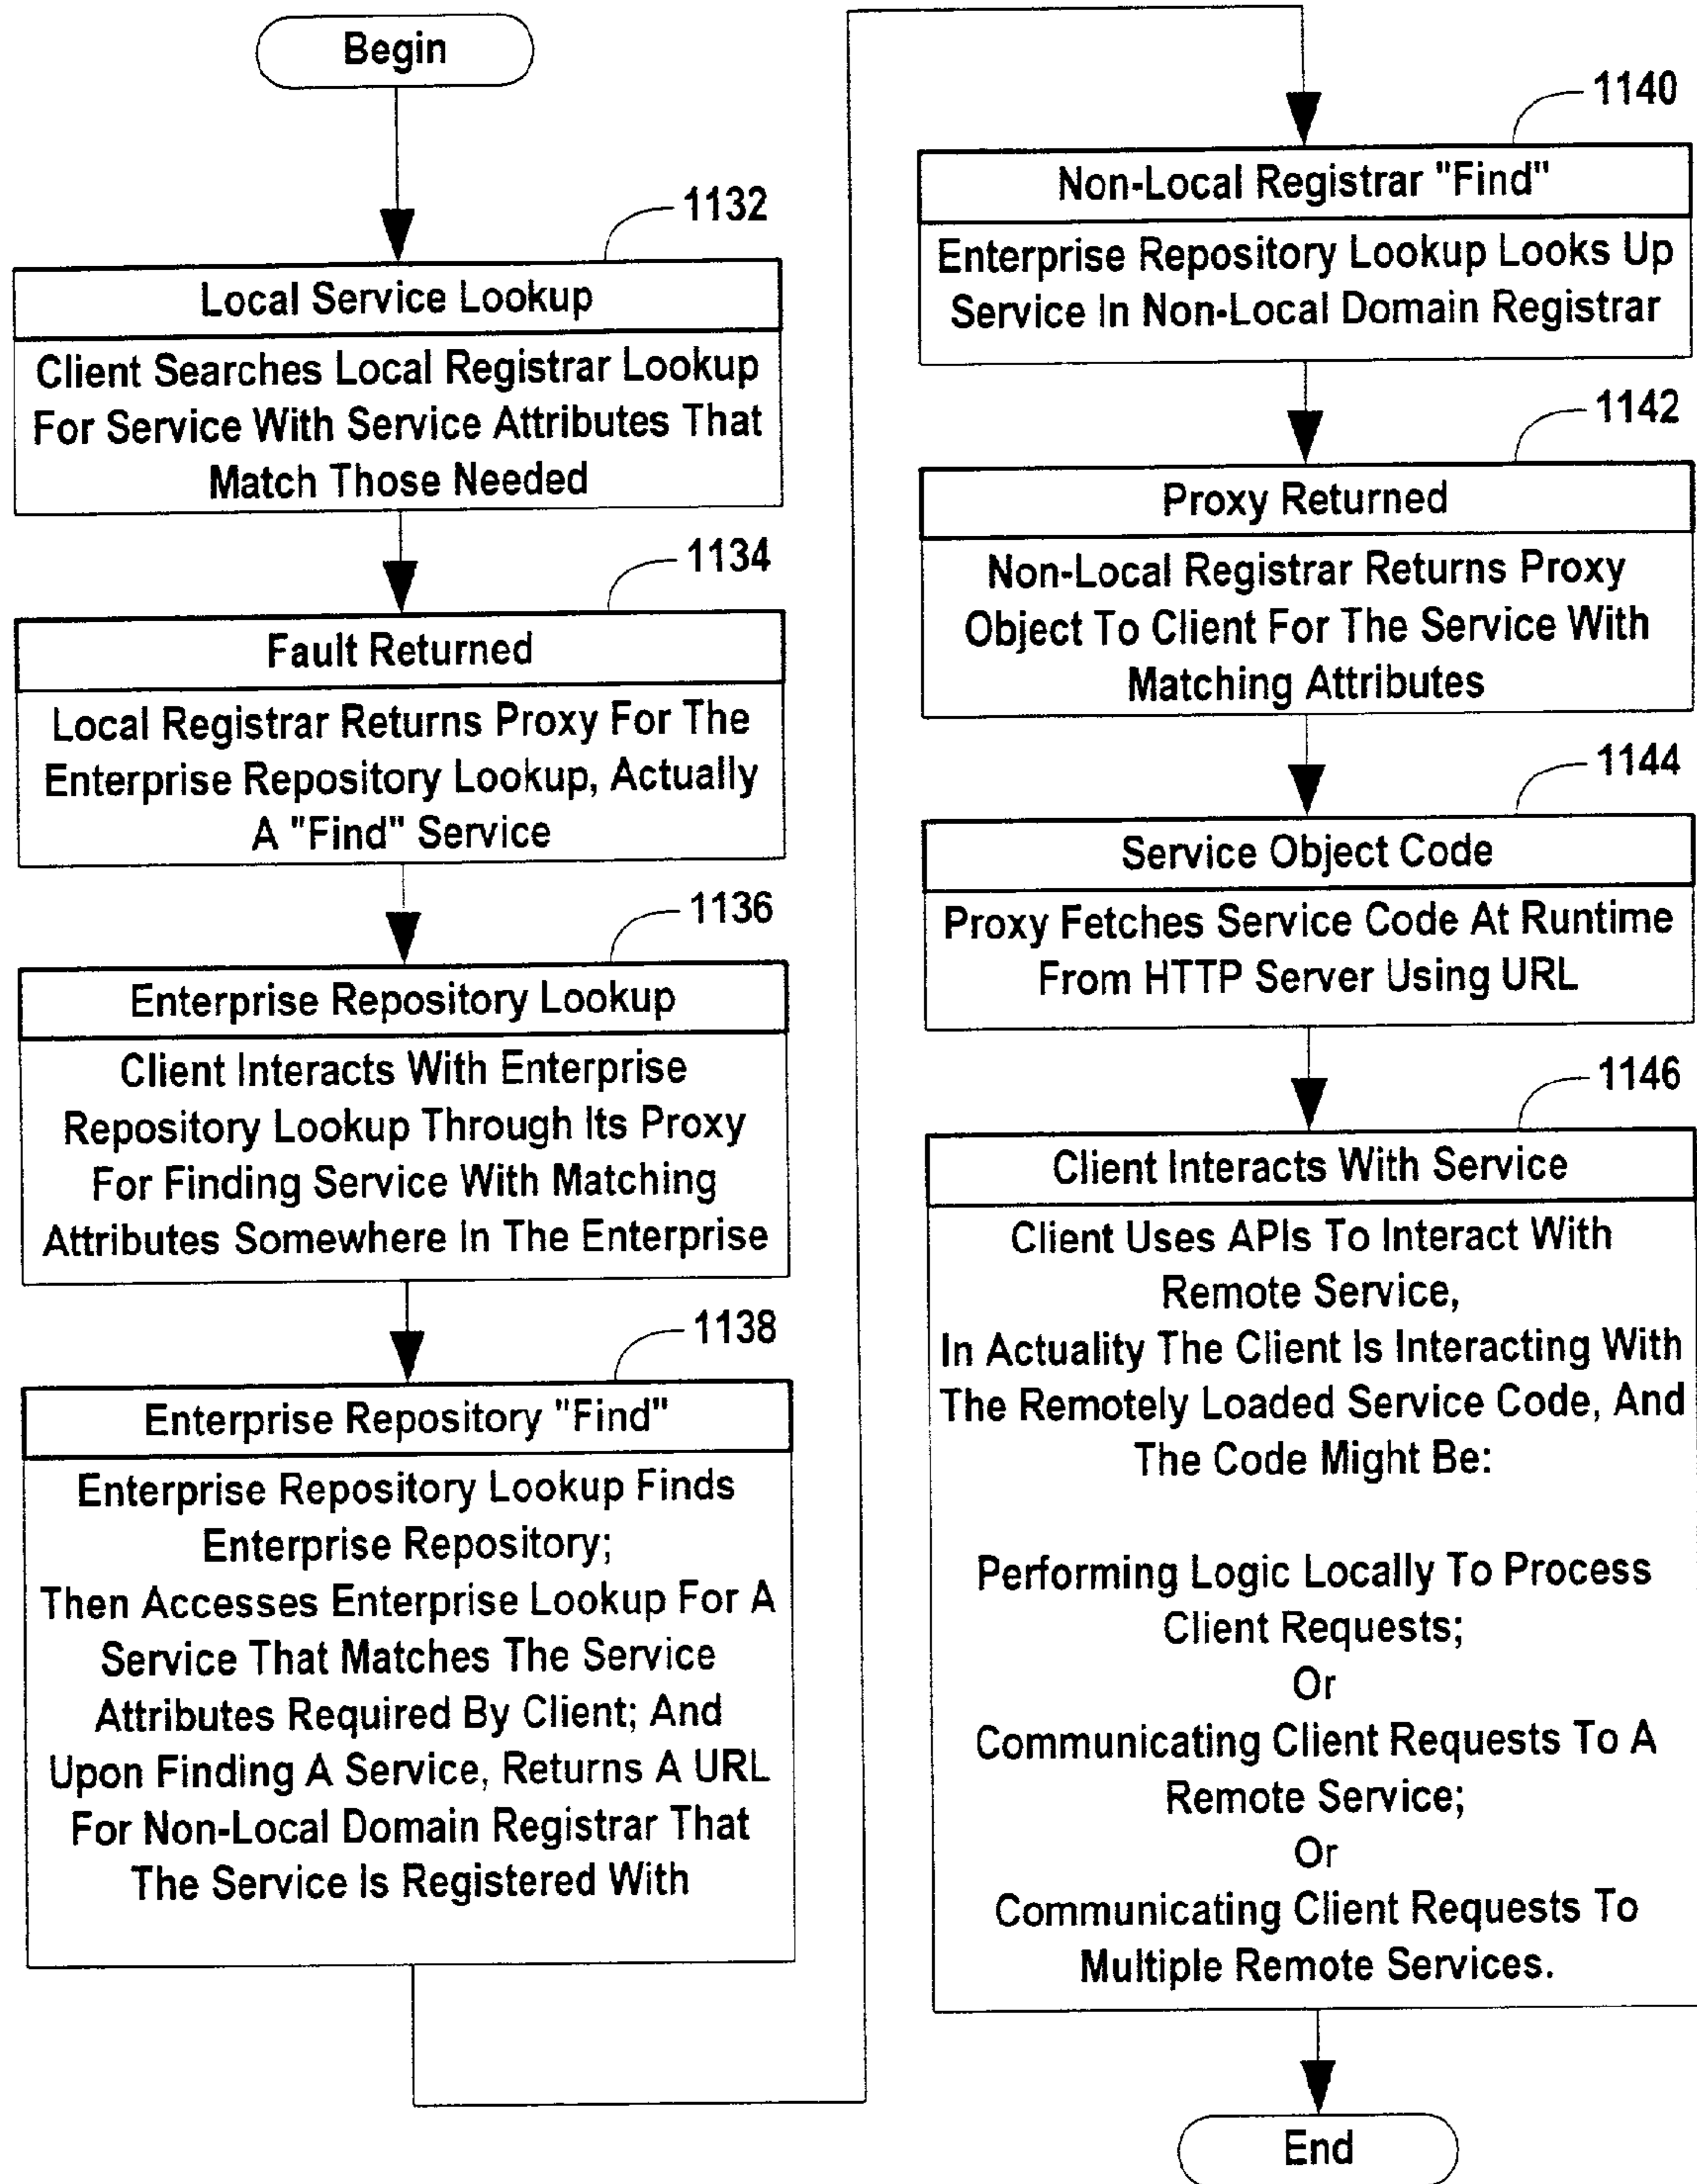 Begin
1132
Local Service Lookup
Client Searches Local Registrar Lookup
For Service With Service Attributes That
Match Those Needed
1134
Fault Returned
Local Registrar Returns Proxy For The
Enterprise Repository Lookup, Actually
A "Find" Service
1136
Enterprise Repository Lookup
Client Interacts With Enterprise
Repository Lookup Through Its Proxy
For Finding Service With Matching
Attributes Somewhere In The Enterprise
1138
Enterprise Repository "Find"
Enterprise Repository Lookup Finds
Enterprise Repository;
Then Accesses Enterprise Lookup For A
Service That Matches The Service
Attributes Required By Client; And
Upon Finding A Service, Returns A URL
For Non-Local Domain Registrar That
The Service Is Registered With
1140
Non-Local Registrar "Find"
Enterprise Repository Lookup Looks Up
Service In Non-Local Domain Registrar
1142
Proxy Returned
Non-Local Registrar Returns Proxy
Object To Client For The Service With
Matching Attributes
1144
Service Object Code
Proxy Fetches Service Code At Runtime
From HTTP Server Using URL
1146
Client Interacts With Service
Client Uses APIs To Interact With
Remote Service,
In Actuality The Client Is Interacting With
The Remotely Loaded Service Code, And
The Code Might Be:
Performing Logic Locally To Process
Client Requests;
Or
Communicating Client Requests To A
Remote Service;
Or
Communicating Client Requests To
Multiple Remote Services.
End